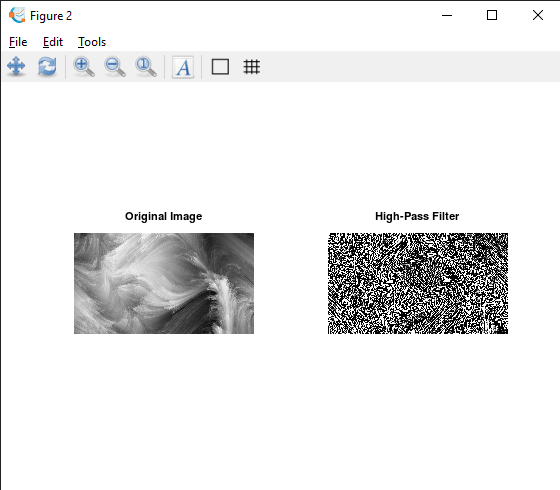 Figure 2
File Edit Tools
A
Original Image High-Pass Filter